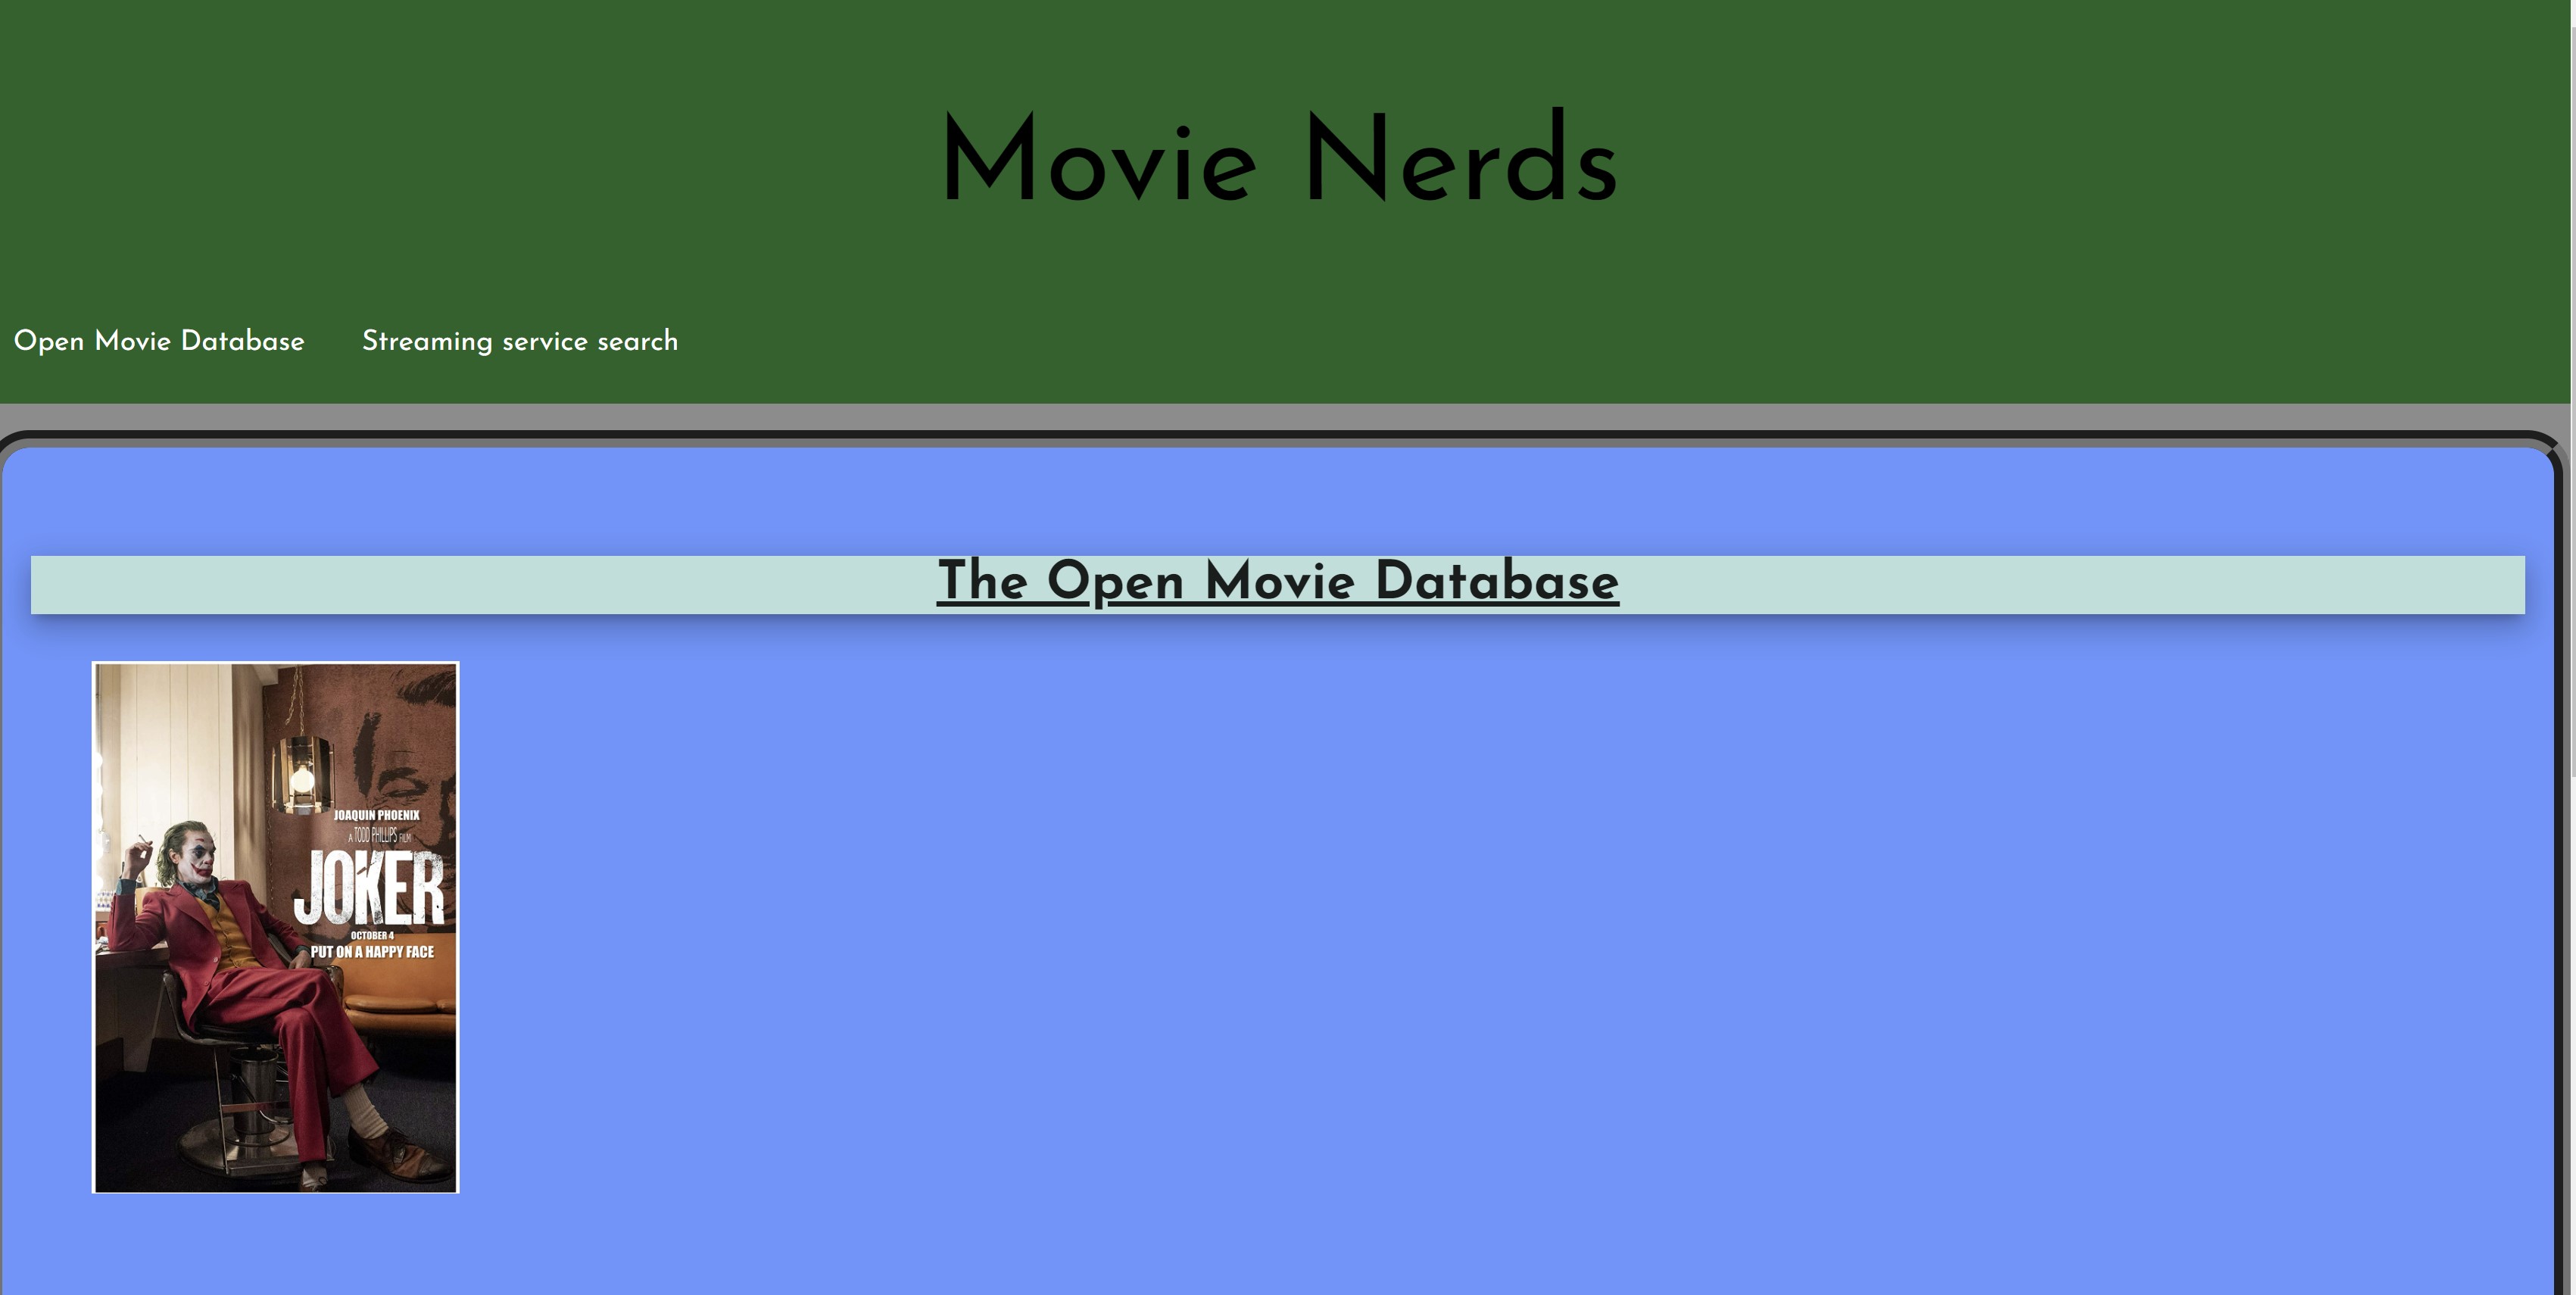 Movie Nerds
Open Movie Database Streaming service search
The Open Movie Database
JOAQUIN PHOENIX
A TODD PHILLIPS FILM
JOKER
OCTOBER 4
PUT ON A HAPPY FACE